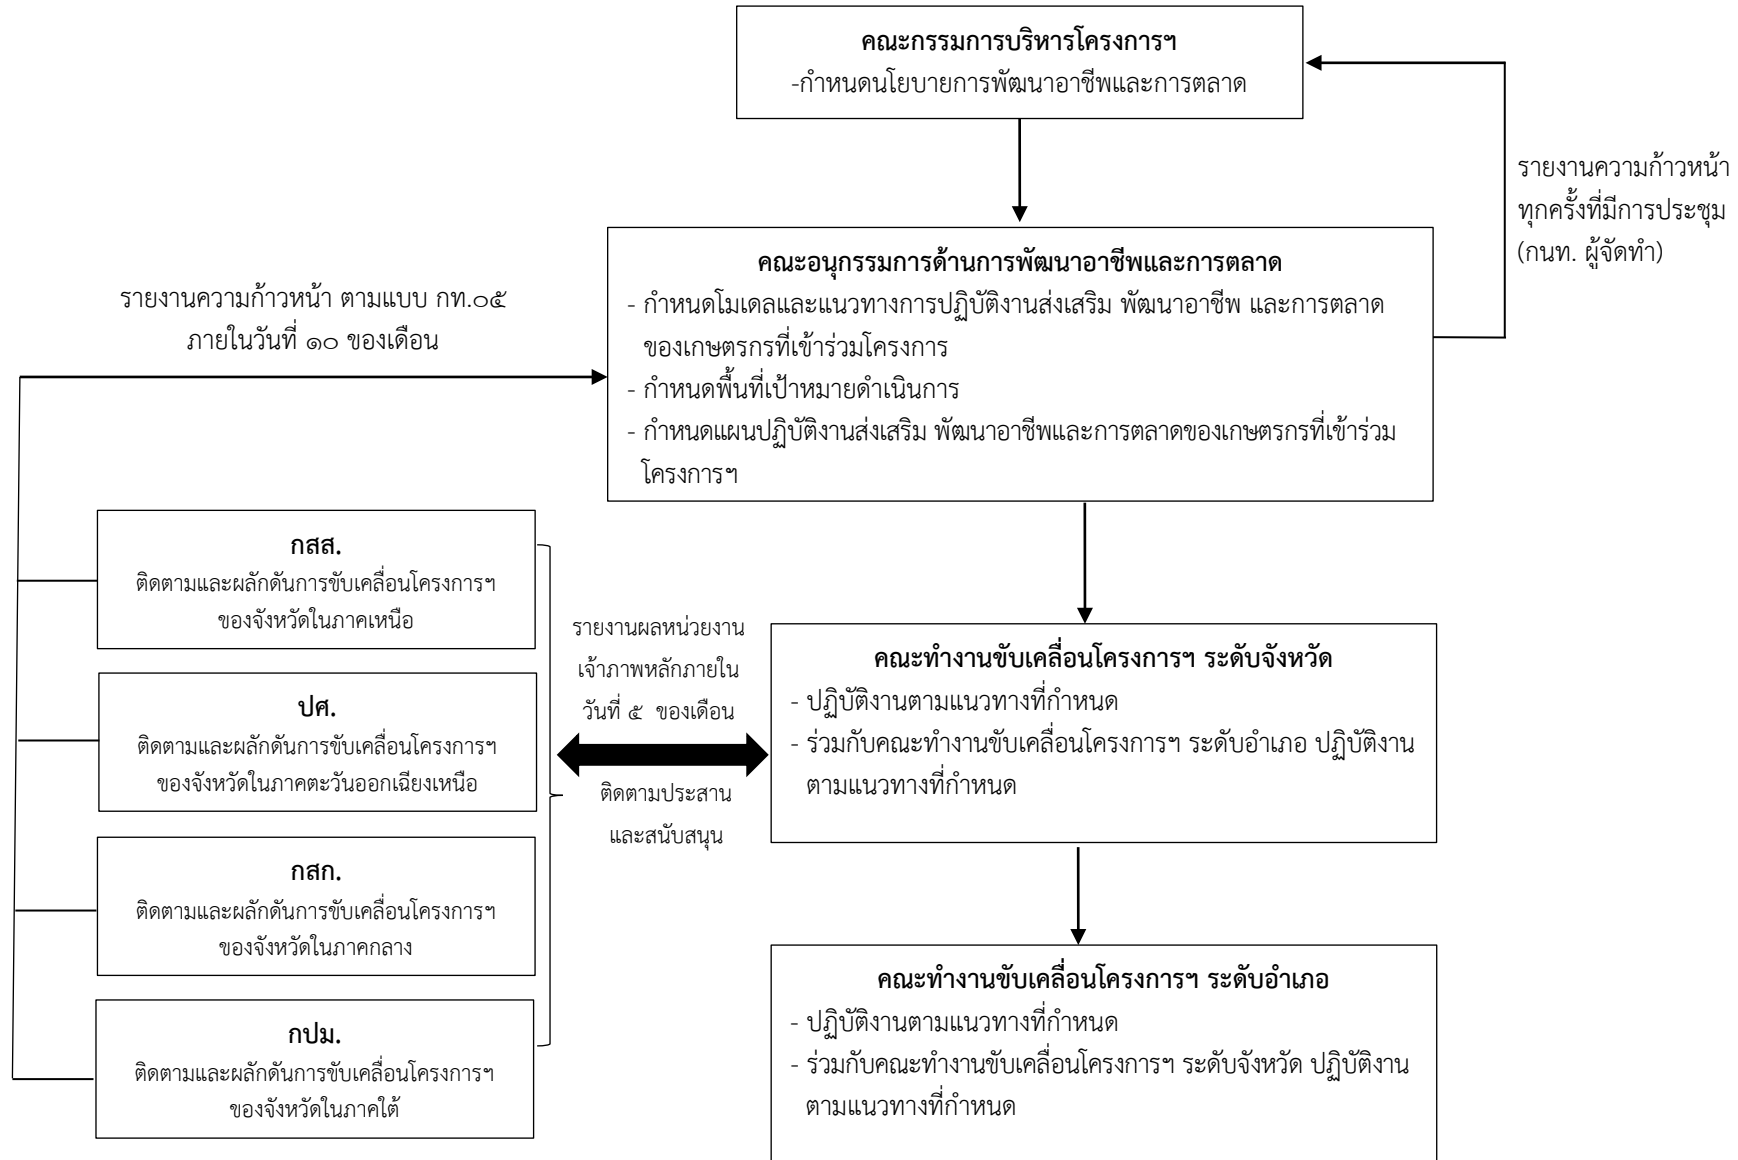 คณะกรรมการบริหารโครงการฯ
-กำหนดนโยบายการพัฒนาอาชีพและการตลาด
รายงานความก้าวหน้า
ทุกครั้งที่มีการประชุม
(กนท. ผู้จัดทำ)
คณะอนุกรรมการด้านการพัฒนาอาชีพและการตลาด
- กำหนดโมเดลและแนวทางการปฏิบัติงานส่งเสริม พัฒนาอาชีพ และการตลาด
ของเกษตรกรที่เข้าร่วมโครงการ
- กำหนดพื้นที่เป้าหมายดำเนินการ
- กำหนดแผนปฏิบัติงานส่งเสริม พัฒนาอาชีพและการตลาดของเกษตรกรที่เข้าร่วม
โครงการฯ
รายงานความก้าวหน้า ตามแบบ กท.๐๕
ภายในวันที่ ๑๐ ของเดือน
กสส.
ติดตามและผลักดันการขับเคลื่อนโครงการฯ
ของจังหวัดในภาคเหนือ
ปศ.
ติดตามและผลักดันการขับเคลื่อนโครงการฯ
ของจังหวัดในภาคตะวันออกเฉียงเหนือ
กสก.
ติดตามและผลักดันการขับเคลื่อนโครงการฯ
ของจังหวัดในภาคกลาง
กปม.
ติดตามและผลักดันการขับเคลื่อนโครงการฯ
ของจังหวัดในภาคใต้
รายงานผลหน่วยงาน
เจ้าภาพหลักภายใน
วันที่ ๕ ของเดือน
ติดตามประสาน
และสนับสนุน
คณะทำงานขับเคลื่อนโครงการฯ ระดับจังหวัด
- ปฏิบัติงานตามแนวทางที่กำหนด
- ร่วมกับคณะทำงานขับเคลื่อนโครงการฯ ระดับอำเภอ ปฏิบัติงาน
ตามแนวทางที่กำหนด
คณะทำงานขับเคลื่อนโครงการฯ ระดับอำเภอ
- ปฏิบัติงานตามแนวทางที่กำหนด
- ร่วมกับคณะทำงานขับเคลื่อนโครงการฯ ระดับจังหวัด ปฏิบัติงาน
ตามแนวทางที่กำหนด